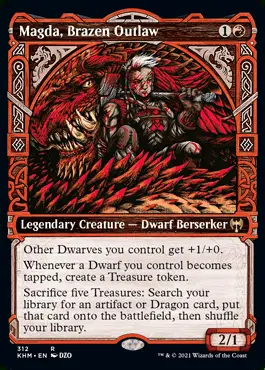 Magda, Brazen Outlaw 1
Legendary Creature — Dwarf Berserker
Other Dwarves you control get +1/+0.
Whenever a Dwarf you control becomes
tapped, create a Treasure token.
Sacrifice five Treasures: Search your
library for an artifact or Dragon card, put
that card onto the battlefield, then shuffle
your library.
2/1
312 R
KHM • EN DZO
™ & © 2021 Wizards of the Coast